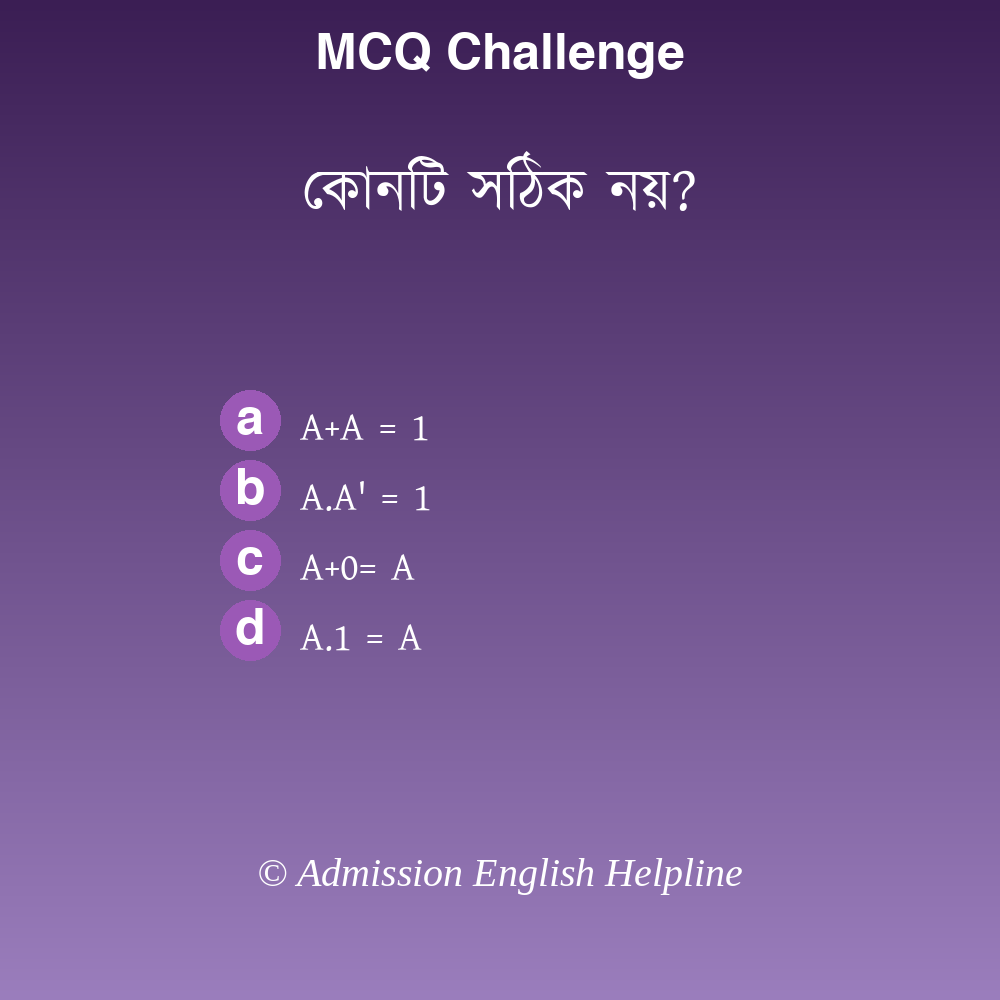 MCQ Challenge
কোনটি সঠিক নয়?
a A+A = 1
b A.A' = 1
c A+0= A
d A.1 = A
© Admission English Helpline